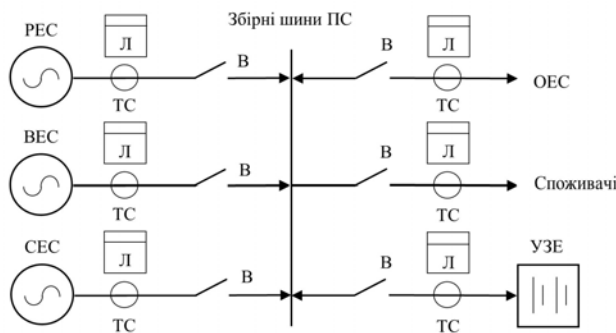 РЕС
Л
ТС
В
Збірні шини ПС
В
Л
ТС
ОЕС
ВЕС
Л
ТС
В
В
Л
ТС
Споживачі
СЕС
Л
ТС
В
В
Л
ТС
УЗЕ